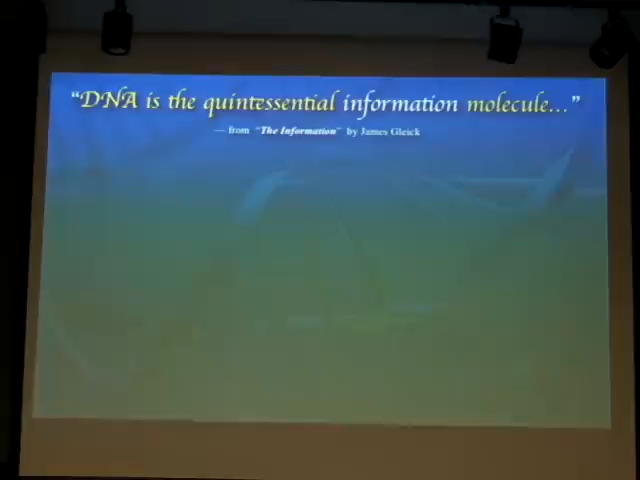 “DNA is the quintessential information molecule...”
— from “The Information” by James Gleick